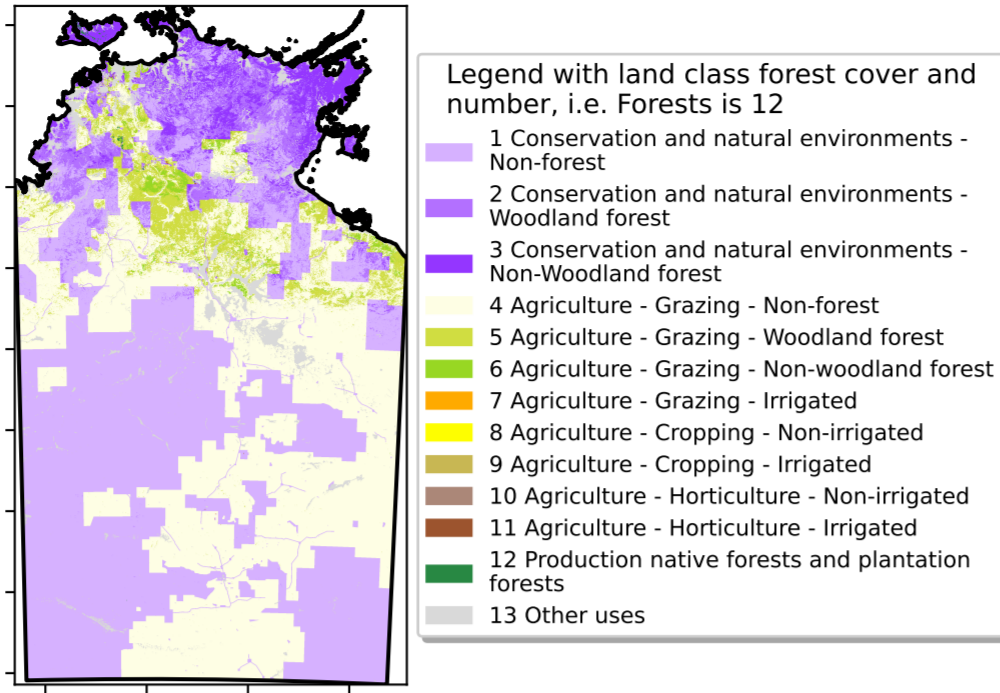 Legend with land class forest cover and
number, i.e. Forests is 12
1 Conservation and natural environments -
Non-forest
2 Conservation and natural environments -
Woodland forest
3 Conservation and natural environments -
Non-Woodland forest
4 Agriculture - Grazing - Non-forest
5 Agriculture - Grazing - Woodland forest
6 Agriculture - Grazing - Non-woodland forest
7 Agriculture - Grazing - Irrigated
8 Agriculture - Cropping - Non-irrigated
9 Agriculture - Cropping - Irrigated
10 Agriculture - Horticulture - Non-irrigated
11 Agriculture - Horticulture - Irrigated
12 Production native forests and plantation
forests
13 Other uses